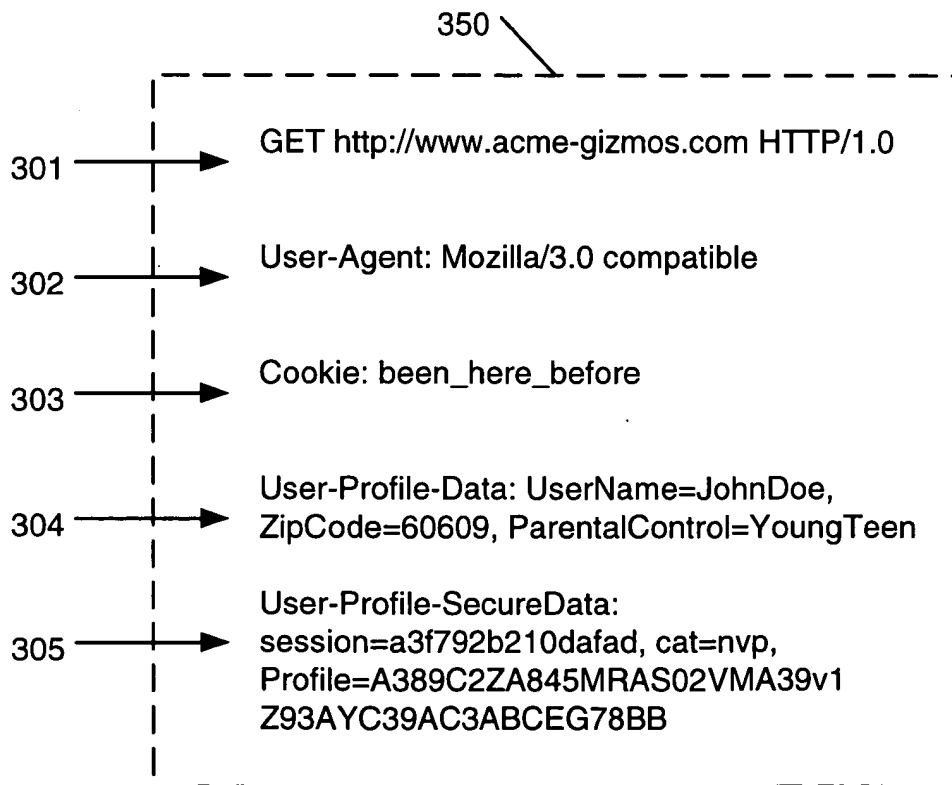 350
301
GET http://www.acme-gizmos.com HTTP/1.0
302
User-Agent: Mozilla/3.0 compatible
303
Cookie: been_here_before
304
User-Profile-Data: UserName=JohnDoe,
ZipCode=60609, ParentalControl=YoungTeen
305
User-Profile-SecureData:
session=a3f792b210dafad, cat=nvp,
Profile=A389C2ZA845MRAS02VMA39v1
Z93AYC39AC3ABCEG78BB